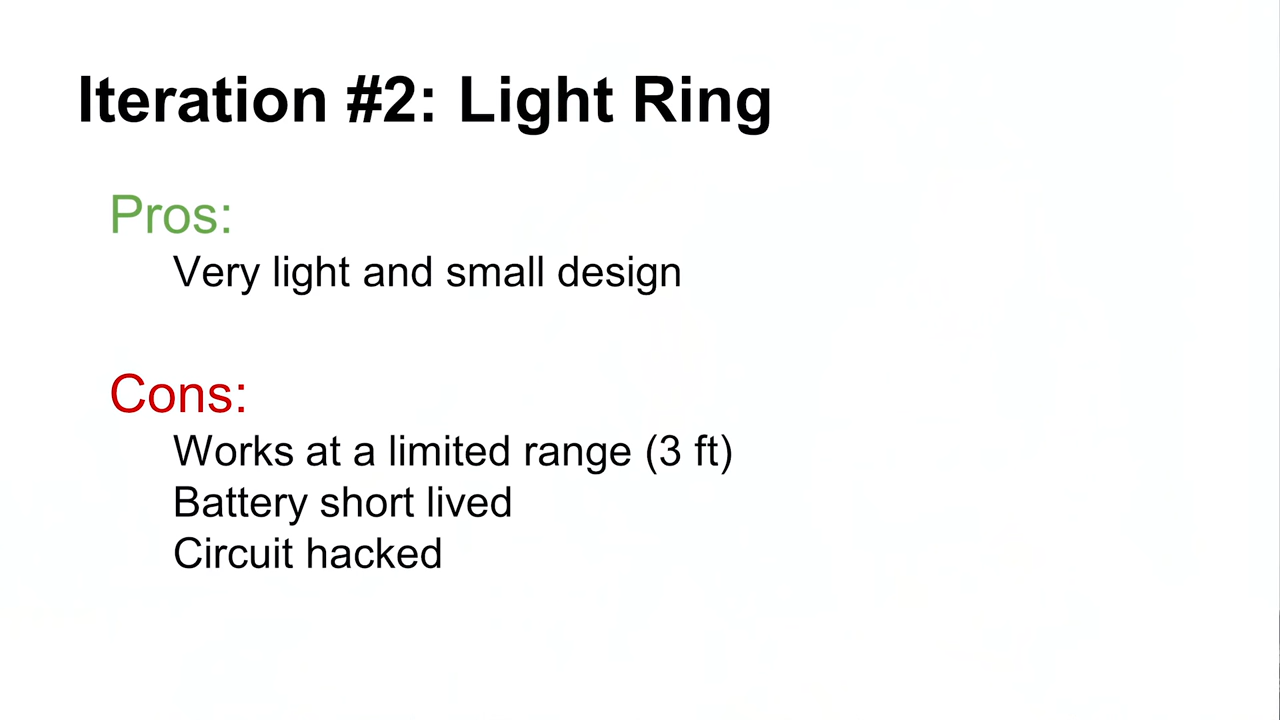 Iteration #2: Light Ring
Pros:
Very light and small design
Cons:
Works at a limited range (3 ft)
Battery short lived
Circuit hacked